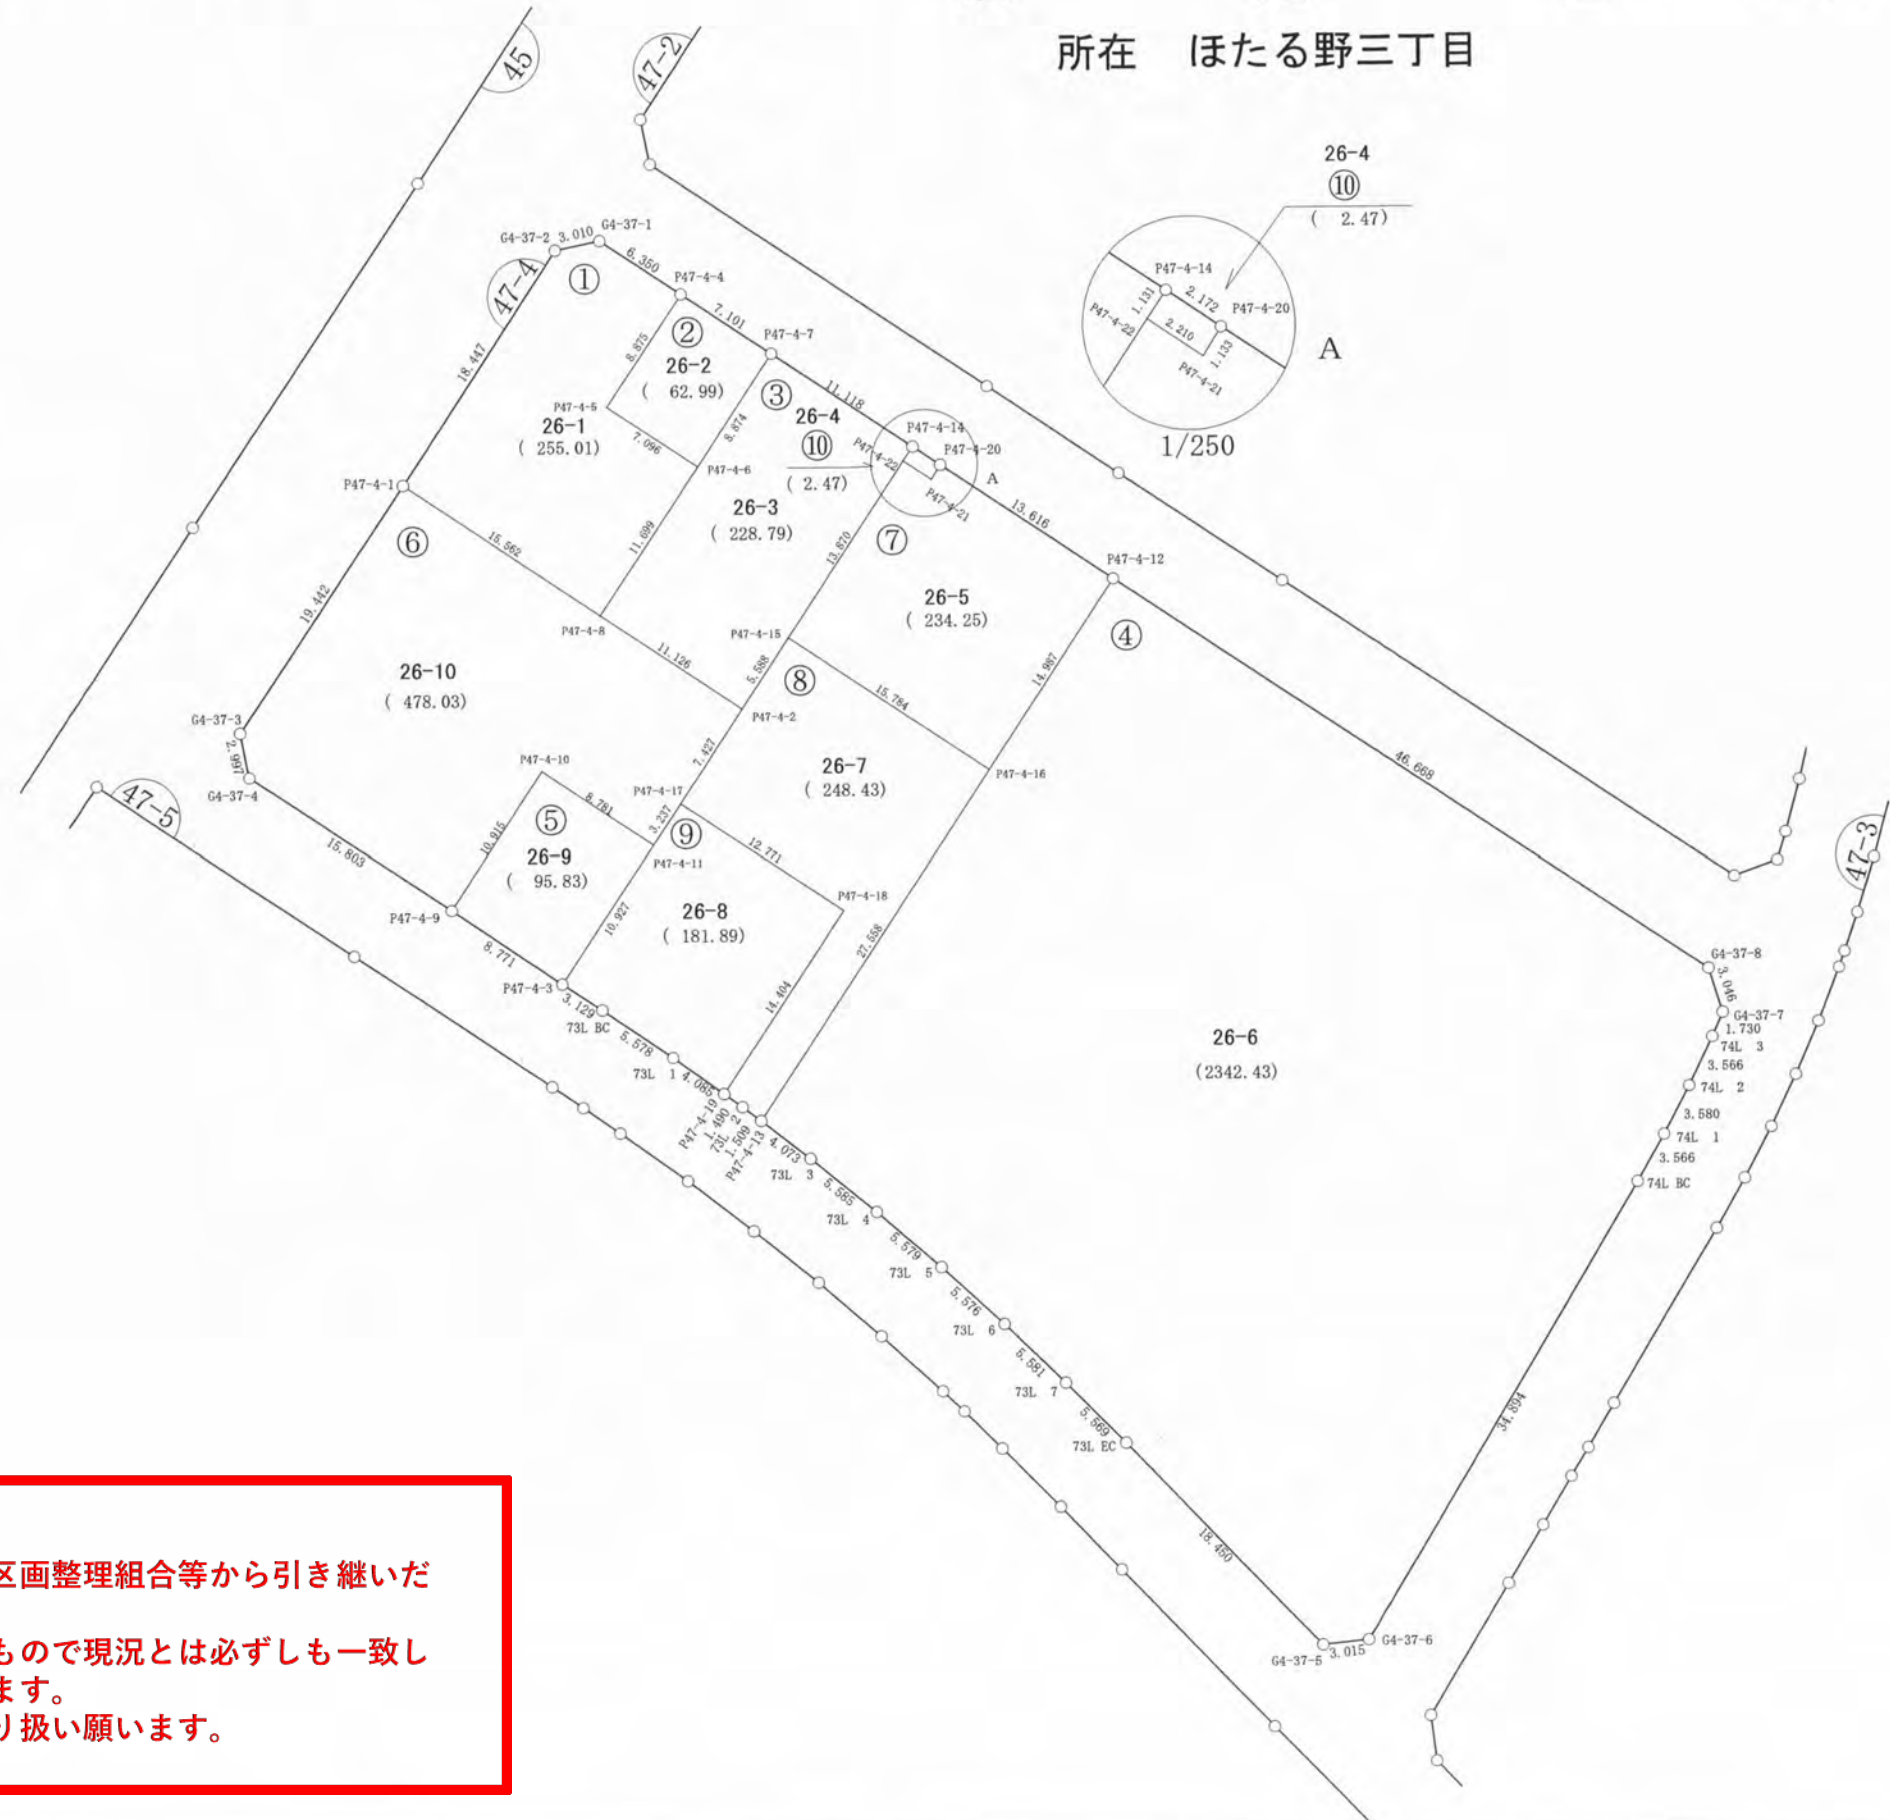 所在 ほたる野三丁目
45
47-2
26-4
⑩
( 2.47)
P47-4-14
2.172
P47-4-20
1.131
P47-4-22
2.210
1.133
P47-4-21
A
1/250
G4-37-2
3.010
G4-37-1
47-4
①
6.350
P47-4-4
7.101
P47-4-7
②
26-2
( 62.99)
8.875
18.447
P47-4-5
26-1
( 255.01)
7.096
8.874
P47-4-6
③
11.118
26-4
⑩
( 2.47)
P47-4-14
P47-4-22
P47-4-20
A
P47-4-21
26-3
( 228.79)
13.616
P47-4-1
⑥
15.562
11.699
13.870
⑦
26-5
( 234.25)
P47-4-12
④
19.442
P47-4-8
11.126
P47-4-15
5.588
⑧
15.784
14.987
26-10
( 478.03)
P47-4-2
G4-37-3
2.997
G4-37-4
47-5
7.427
26-7
( 248.43)
P47-4-16
46.668
P47-4-10
8.781
P47-4-17
3.237
⑨
⑤
26-9
( 95.83)
10.915
P47-4-11
12.771
47-3
15.803
P47-4-9
10.927
26-8
( 181.89)
P47-4-18
27.558
8.771
P47-4-3
3.129
73L BC
5.578
14.404
G4-37-8
3.046
G4-37-7
1.730
74L 3
3.566
74L 2
3.580
74L 1
3.566
74L BC
26-6
(2342.43)
73L 1
4.085
P47-4-19
1.490
73L 2
1.509
P47-4-13
4.073
73L 3
5.585
73L 4
5.579
73L 5
5.576
73L 6
5.581
73L 7
5.569
73L EC
34.894
18.450
G4-37-5
3.015
G4-37-6
区画整理組合等から引き継いだ
もので現況とは必ずしも一致し
ます。
り扱い願います。